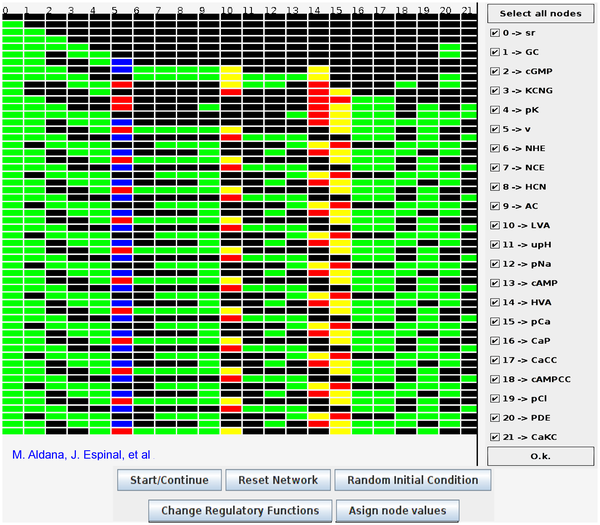 0 1 2 3 4 5 6 7 8 9 10 11 12 13 14 15 16 17 18 19 20 21
Select all nodes
0 -> sr
1 -> GC
2 -> cGMP
3 -> KCNG
4 -> pK
5 -> v
6 -> NHE
7 -> NCE
8 -> HCN
9 -> AC
10 -> LVA
11 -> upH
12 -> pNa
13 -> cAMP
14 -> HVA
15 -> pCa
16 -> CaP
17 -> CaCC
18 -> cAMPCC
19 -> pCl
20 -> PDE
21 -> CaKC
O.k.
M. Aldana, J. Espinal, et al
Start/Continue Reset Network Random Initial Condition
Change Regulatory Functions Asign node values